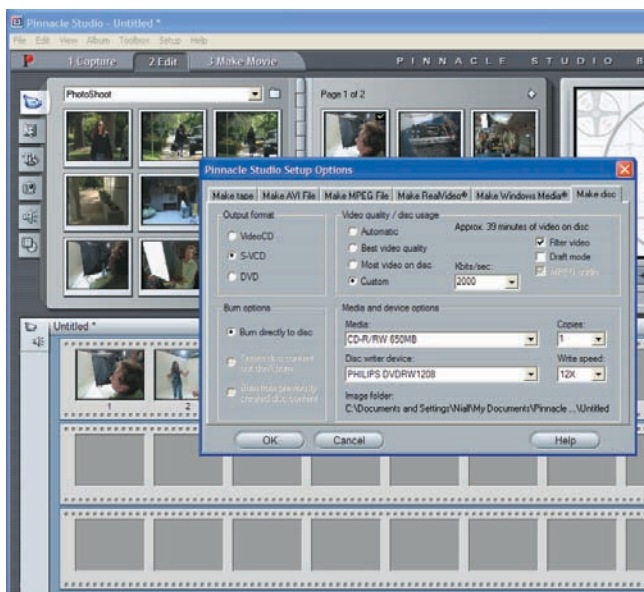 Pinnacle Studio - Untitled *
File Edit View Album Toolbox Setup Help
1 Capture 2 Edit 3 Make Movie PINNACLE STUDIO 8
PhotoShoot
Page 1 of 2
Pinnacle Studio Setup Options
Make tape Make AVI File Make MPEG File Make RealVideo® Make Windows Media® Make disc
Output format
VideoCD
S-VCD
DVD
Video quality / disc usage
Automatic
Best video quality
Most video on disc
Custom
Approx. 39 minutes of video on disc
Filter video
Draft mode
Kbits/sec:
2000
Burn options
Burn directly to disc
Media and device options
Media:
CD-R/RW 650MB
Copies:
1
Disc writer device:
PHILIPS DVDRW1208
Write speed:
12X
Image folder:
C:\Documents and Settings\Niall\My Documents\Pinnacle ...\Untitled
OK Cancel Help
Untitled *
1 2